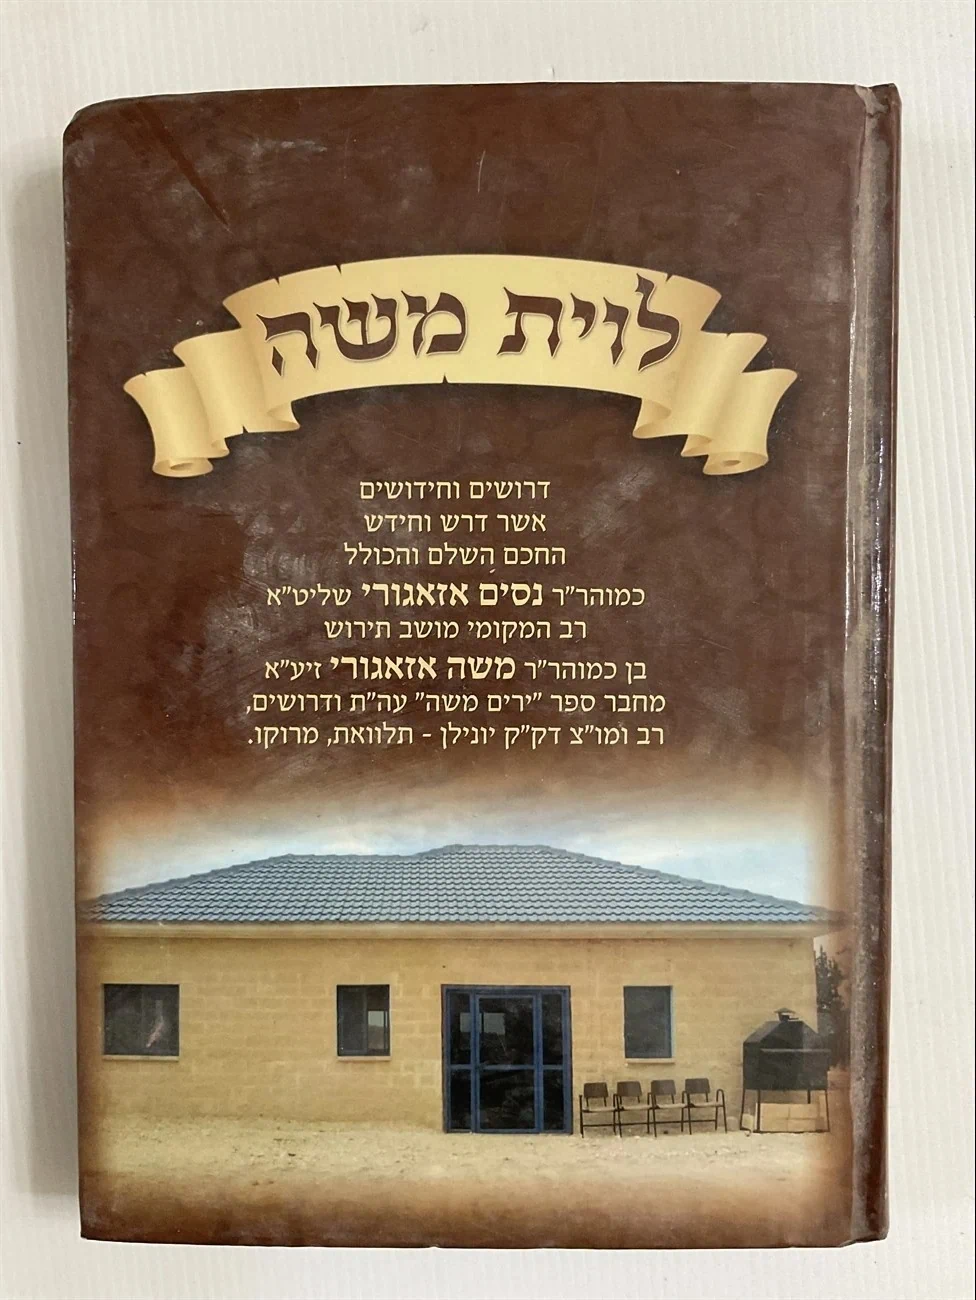 לוית משה
דרושים וחידושים
אשר דרש וחידש
החכם השלם והכולל
כמוהר״ר נסים אזאגורי שליט״א
רב המקומי מושב תירוש
בן כמוהר״ר משה אזאגורי זיע״א
מחבר ספר ״ירים משה״ עה״ת ודרושים,
רב ומו״צ דק״ק יונילן - תלוואת, מרוקו.